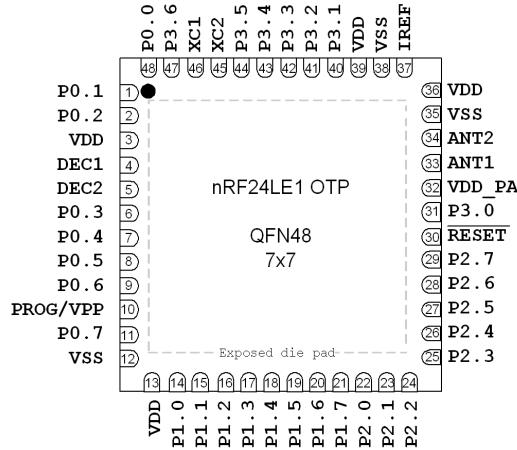 P0.0
P3.6
XC1
XC2
P3.5
P3.4
P3.3
P3.2
P3.1
VDD
VSS
IREF
48 47 46 45 44 43 42 41 40 39 38 37
P0.1 1
P0.2 2
VDD 3
DEC1 4
DEC2 5
P0.3 6
P0.4 7
P0.5 8
P0.6 9
PROG/VPP 10
P0.7 11
VSS 12
nRF24LE1 OTP
QFN48
7x7
Exposed die pad
36 VDD
35 VSS
34 ANT2
33 ANT1
32 VDD_PA
31 P3.0
30 RESET
29 P2.7
28 P2.6
27 P2.5
26 P2.4
25 P2.3
13 14 15 16 17 18 19 20 21 22 23 24
VDD
P1.0
P1.1
P1.2
P1.3
P1.4
P1.5
P1.6
P1.7
P2.0
P2.1
P2.2